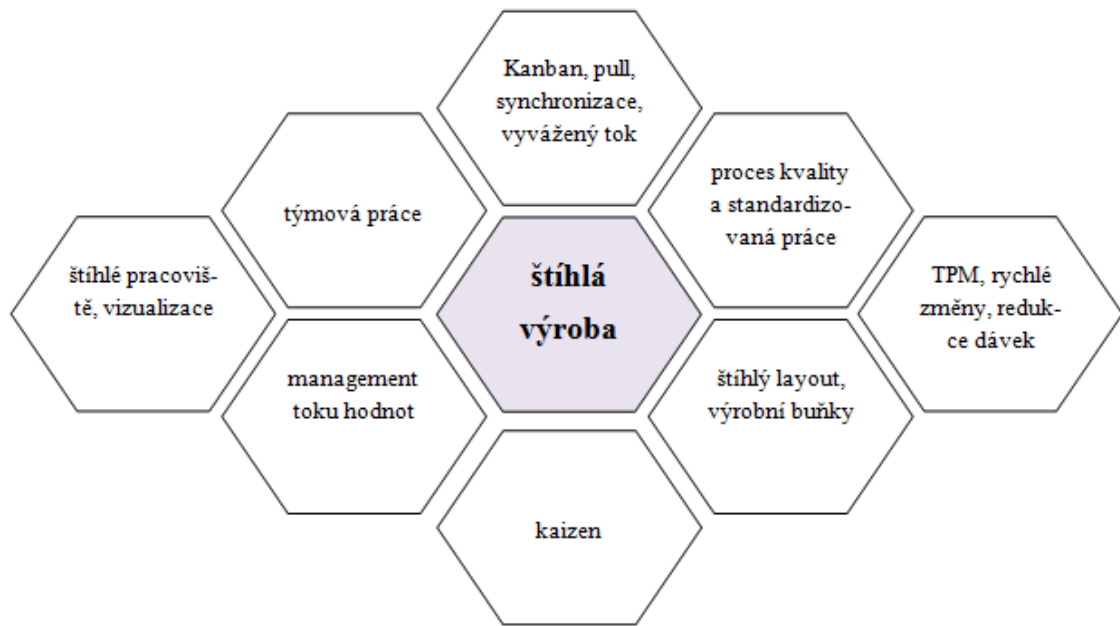 Kanban, pull,
synchronizace,
vyvážený tok
týmová práce
proces kvality
a standardizo-
vaná práce
štíhlé pracoviš-
tě, vizualizace
štíhlá
výroba
TPM, rychlé
změny, reduk-
ce dávek
management
toku hodnot
štíhlý layout,
výrobní buňky
kaizen